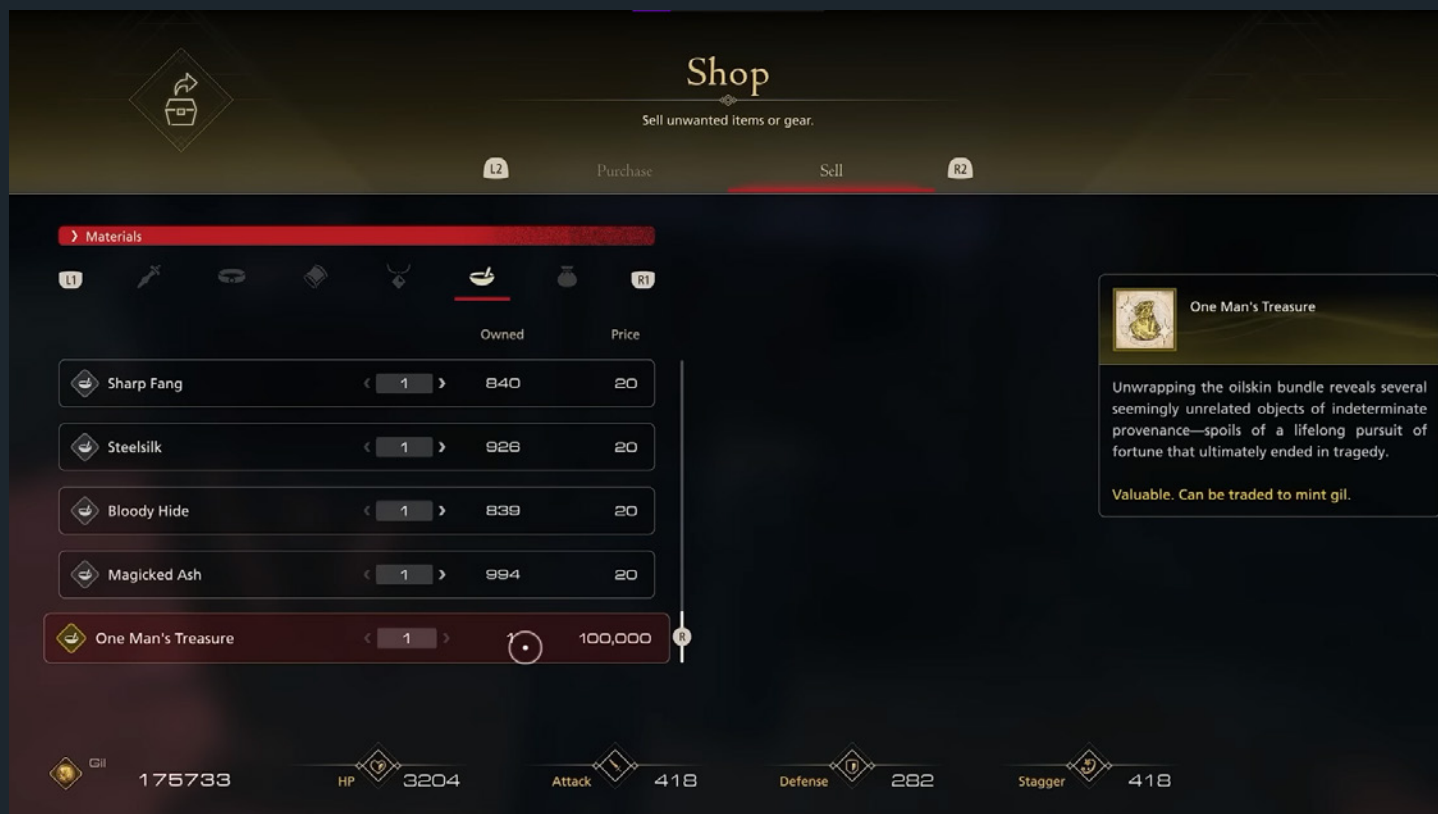 Shop
Sell unwanted items or gear.
L2 Purchase Sell R2
❯ Materials
L1 R1
Owned Price
Sharp Fang 1 840 20
Steelsilk 1 926 20
Bloody Hide 1 839 20
Magicked Ash 1 994 20
One Man's Treasure 1 1 100,000
R
One Man's Treasure
Unwrapping the oilskin bundle reveals several
seemingly unrelated objects of indeterminate
provenance—spoils of a lifelong pursuit of
fortune that ultimately ended in tragedy.
Valuable. Can be traded to mint gil.
Gil 175733 HP 3204 Attack 418 Defense 282 Stagger 418